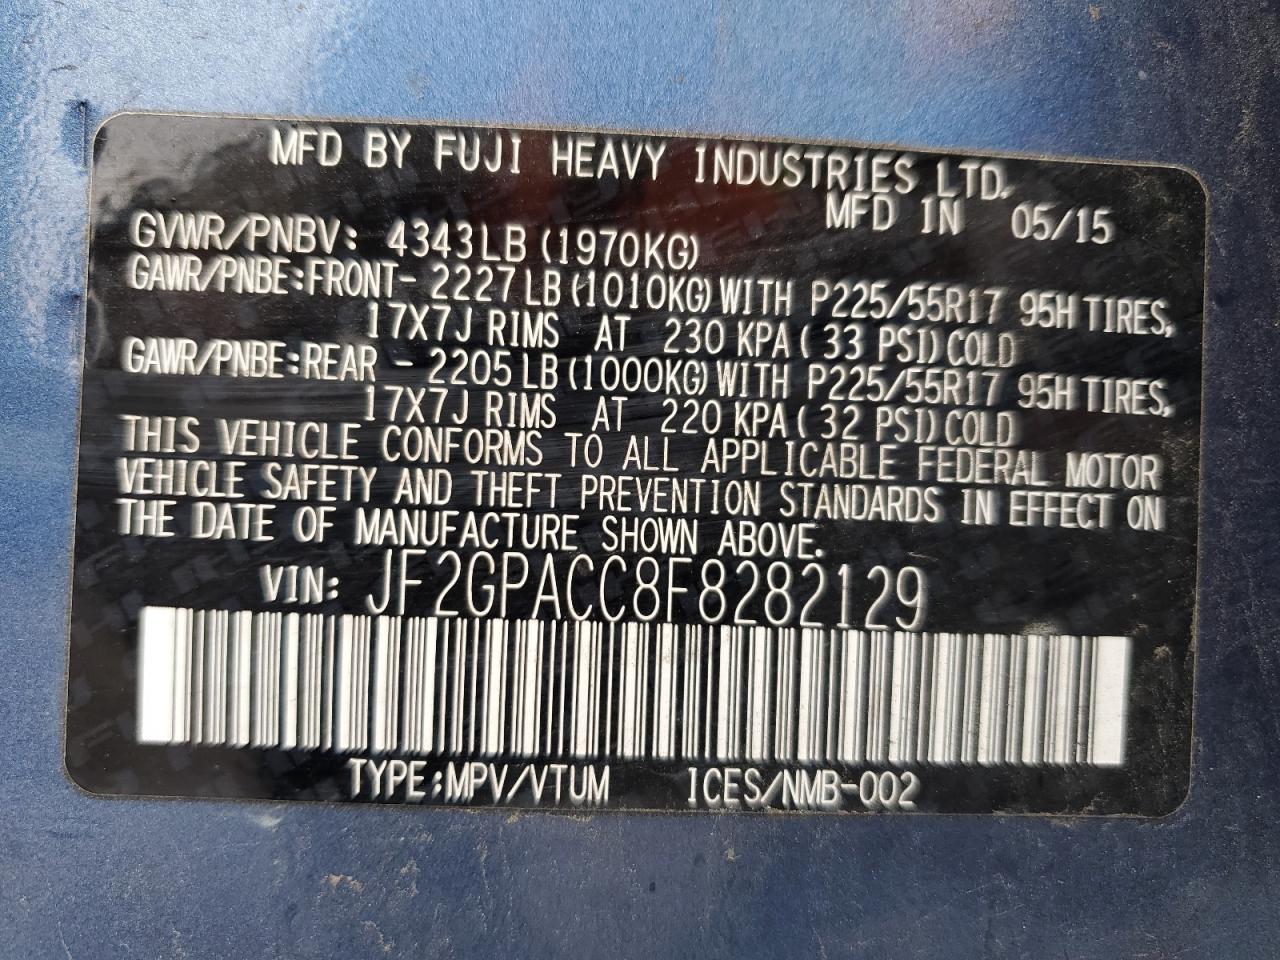 MFD BY FUJI HEAVY INDUSTRIES LTD.
MFD IN 05/15
GVWR/PNBV: 4343LB (1970KG)
GAWR/PNBE:FRONT- 2227LB (1010KG) WITH P225/55R17 95H TIRES,
17X7J RIMS AT 230 KPA ( 33 PSI) COLD
GAWR/PNBE:REAR - 2205LB (1000KG) WITH P225/55R17 95H TIRES,
17X7J RIMS AT 220 KPA ( 32 PSI) COLD
THIS VEHICLE CONFORMS TO ALL APPLICABLE FEDERAL MOTOR
VEHICLE SAFETY AND THEFT PREVENTION STANDARDS IN EFFECT ON
THE DATE OF MANUFACTURE SHOWN ABOVE.
VIN: JF2GPACC8F8282129
TYPE:MPV/VTUM ICES/NMB-002